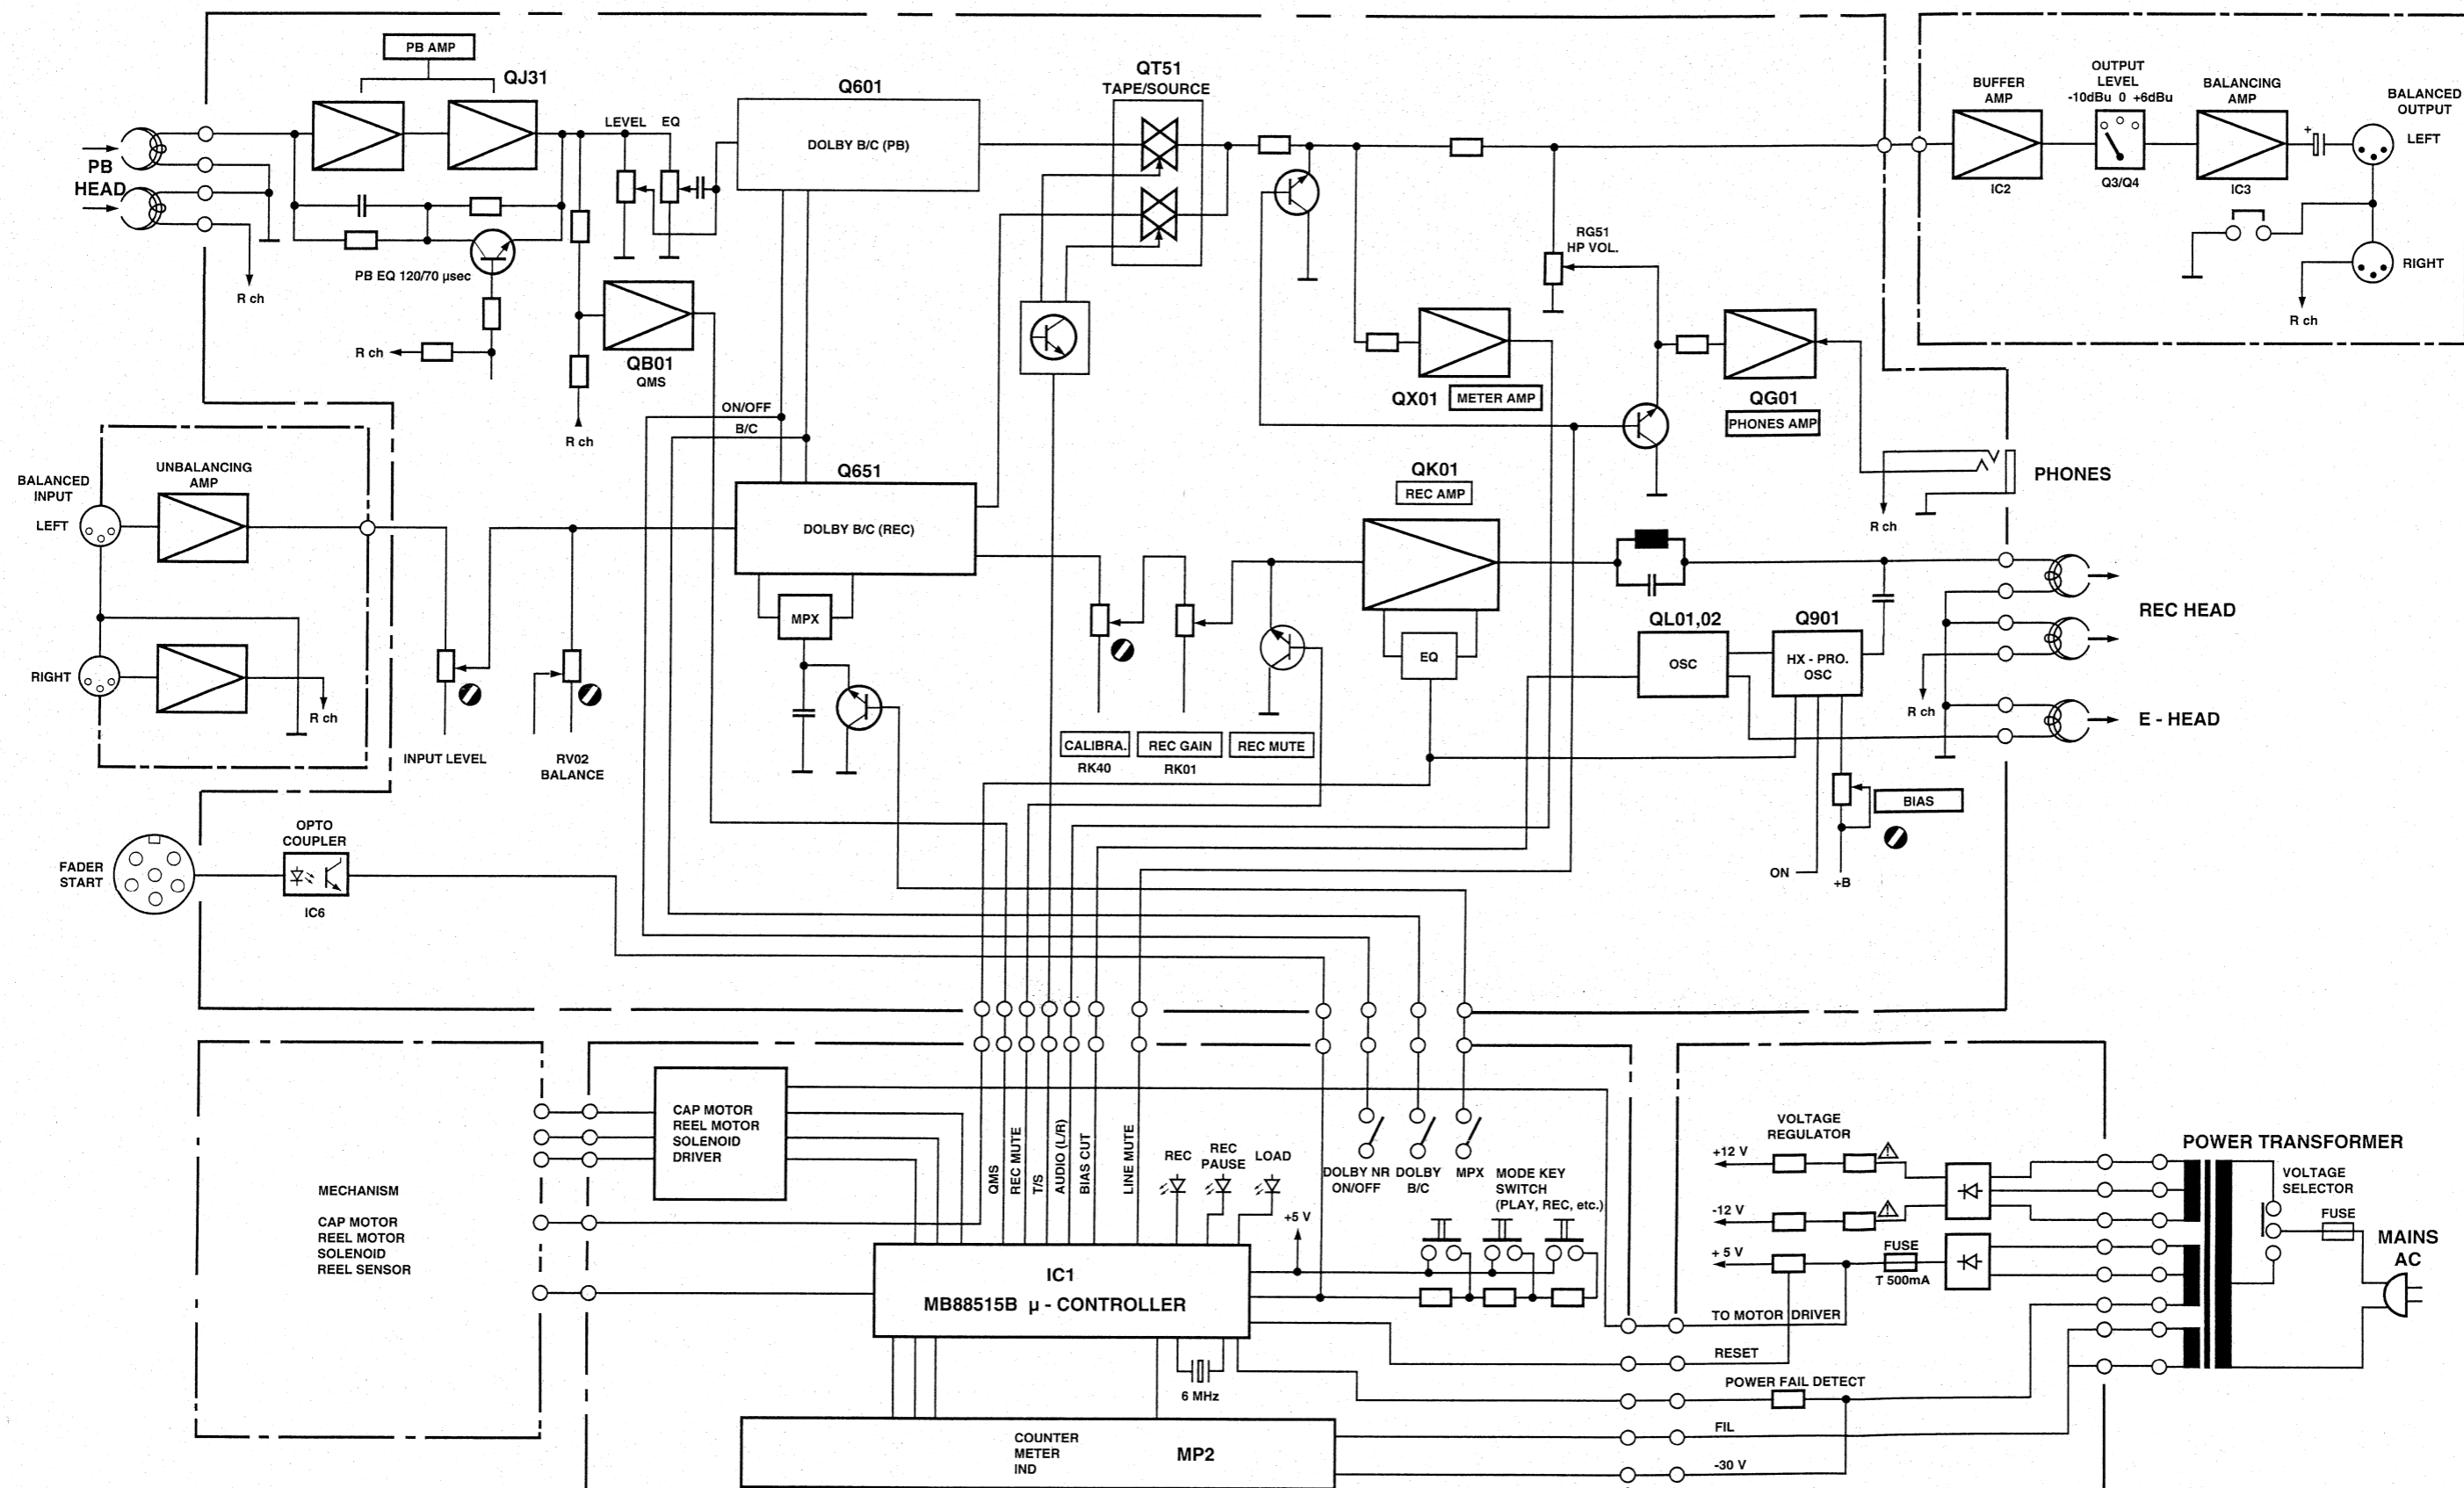 PB AMP
QJ31
PB
HEAD
R ch
PB EQ 120/70 µsec
R ch
LEVEL
EQ
QB01
QMS
R ch
Q601
DOLBY B/C (PB)
QT51
TAPE/SOURCE
BUFFER
AMP
IC2
OUTPUT
LEVEL
-10dBu 0 +6dBu
Q3/Q4
BALANCING
AMP
IC3
+
BALANCED
OUTPUT
LEFT
RIGHT
R ch
RG51
HP VOL.
QX01
METER AMP
QG01
PHONES AMP
PHONES
R ch
ON/OFF
B/C
BALANCED
INPUT
LEFT
UNBALANCING
AMP
RIGHT
R ch
INPUT LEVEL
RV02
BALANCE
Q651
DOLBY B/C (REC)
MPX
CALIBRA.
RK40
REC GAIN
RK01
REC MUTE
QK01
REC AMP
EQ
QL01,02
OSC
Q901
HX - PRO.
OSC
REC HEAD
R ch
E - HEAD
BIAS
ON
+B
FADER
START
OPTO
COUPLER
IC6
MECHANISM
CAP MOTOR
REEL MOTOR
SOLENOID
REEL SENSOR
CAP MOTOR
REEL MOTOR
SOLENOID
DRIVER
QMS
REC MUTE
T/S
AUDIO (L/R)
BIAS CUT
LINE MUTE
REC
REC
PAUSE
LOAD
DOLBY NR
ON/OFF
DOLBY
B/C
MPX
MODE KEY
SWITCH
(PLAY, REC, etc.)
+5 V
IC1
MB88515B µ - CONTROLLER
6 MHz
COUNTER
METER
IND
MP2
VOLTAGE
REGULATOR
+12 V
-12 V
+ 5 V
FUSE
T 500mA
TO MOTOR DRIVER
RESET
POWER FAIL DETECT
FIL
-30 V
POWER TRANSFORMER
VOLTAGE
SELECTOR
FUSE
MAINS
AC